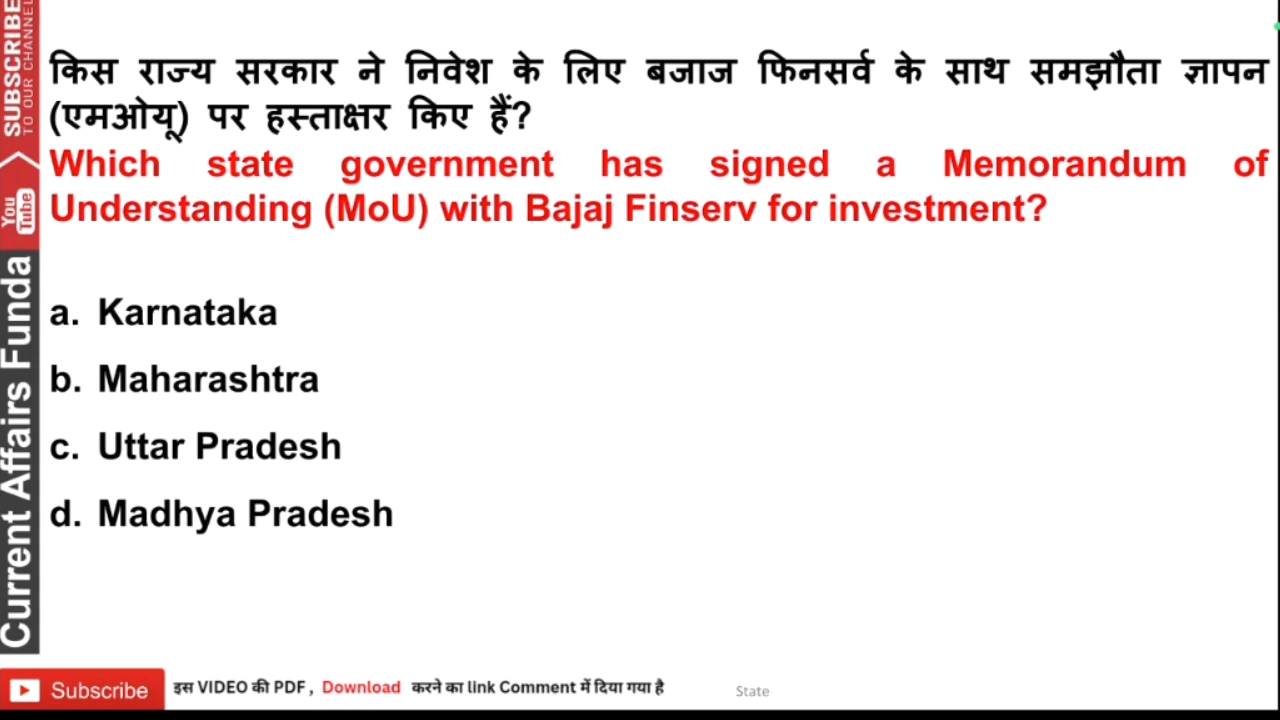 किस राज्य सरकार ने निवेश के लिए बजाज फिनसर्व के साथ समझौता ज्ञापन
(एमओयू) पर हस्ताक्षर किए हैं?
Which state government has signed a Memorandum of
Understanding (MoU) with Bajaj Finserv for investment?
a. Karnataka
b. Maharashtra
c. Uttar Pradesh
d. Madhya Pradesh
SUBSCRIBE
TO OUR CHANNEL
You Tube
Current Affairs Funda
Subscribe
इस VIDEO की PDF , Download करने का link Comment में दिया गया है
State